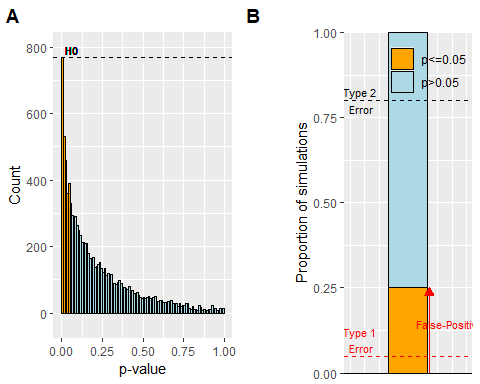 A
H0
800
600
400
200
0
Count
0.00 0.25 0.50 0.75 1.00
p-value
B
1.00
0.75
0.50
0.25
0.00
Proportion of simulations
p<=0.05
p>0.05
Type 2
Error
False-Positiv
Type 1
Error